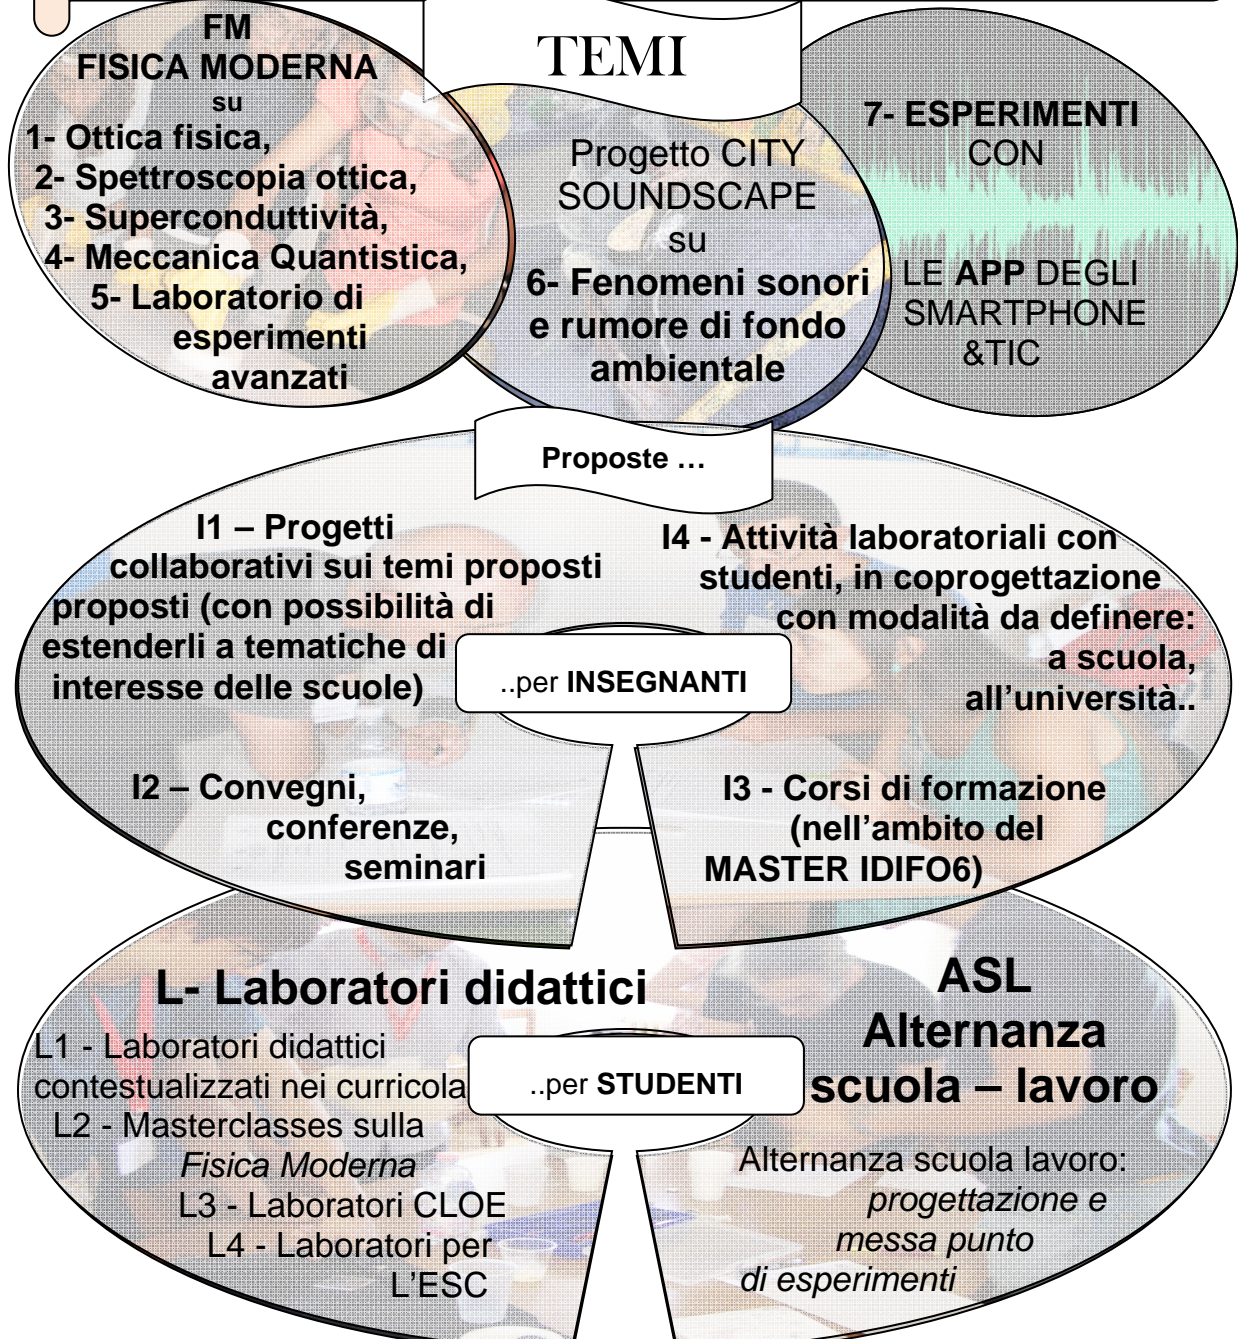 TEMI
FM
FISICA MODERNA
su
1- Ottica fisica,
2- Spettroscopia ottica,
3- Superconduttività,
4- Meccanica Quantistica,
5- Laboratorio di
esperimenti
avanzati
Progetto CITY
SOUNDSCAPE
su
6- Fenomeni sonori
e rumore di fondo
ambientale
7- ESPERIMENTI
CON
LE APP DEGLI
SMARTPHONE
&TIC
Proposte …
..per INSEGNANTI
I1 – Progetti
collaborativi sui temi proposti
proposti (con possibilità di
estenderli a tematiche di
interesse delle scuole)
I2 – Convegni,
conferenze,
seminari
I4 - Attività laboratoriali con
studenti, in coprogettazione
con modalità da definere:
a scuola,
all’università..
I3 - Corsi di formazione
(nell’ambito del
MASTER IDIFO6)
..per STUDENTI
L- Laboratori didattici
L1 - Laboratori didattici
contestualizzati nei curricola
L2 - Masterclasses sulla
Fisica Moderna
L3 - Laboratori CLOE
L4 - Laboratori per
L’ESC
ASL
Alternanza
scuola – lavoro
Alternanza scuola lavoro:
progettazione e
messa punto
di esperimenti